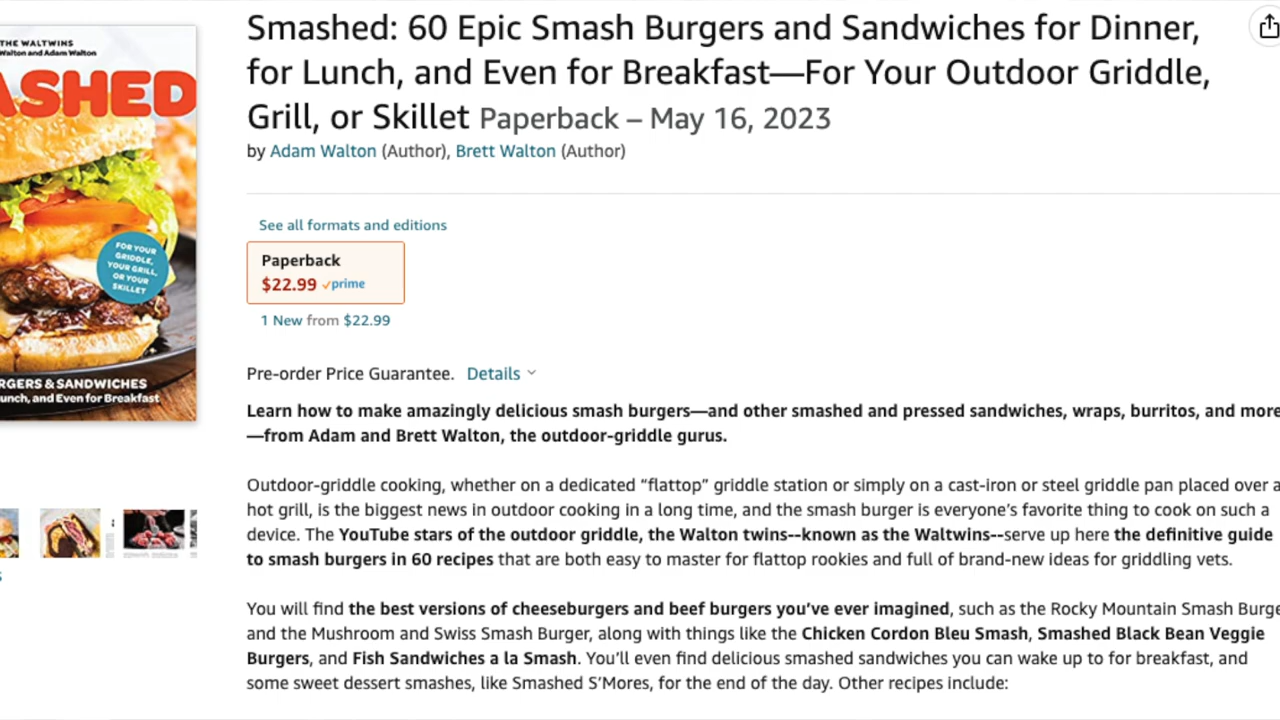 THE WALTWINS
Walton and Adam Walton
ASHED
FOR YOUR
GRIDDLE,
YOUR GRILL,
OR YOUR
SKILLET
RGERS & SANDWICHES
unch, and Even for Breakfast
Smashed: 60 Epic Smash Burgers and Sandwiches for Dinner,
for Lunch, and Even for Breakfast—For Your Outdoor Griddle,
Grill, or Skillet Paperback – May 16, 2023
by Adam Walton (Author), Brett Walton (Author)
See all formats and editions
Paperback
$22.99 prime
1 New from $22.99
Pre-order Price Guarantee. Details
Learn how to make amazingly delicious smash burgers—and other smashed and pressed sandwiches, wraps, burritos, and more
—from Adam and Brett Walton, the outdoor-griddle gurus.
Outdoor-griddle cooking, whether on a dedicated “flattop” griddle station or simply on a cast-iron or steel griddle pan placed over a
hot grill, is the biggest news in outdoor cooking in a long time, and the smash burger is everyone’s favorite thing to cook on such a
device. The YouTube stars of the outdoor griddle, the Walton twins--known as the Waltwins--serve up here the definitive guide
to smash burgers in 60 recipes that are both easy to master for flattop rookies and full of brand-new ideas for griddling vets.
You will find the best versions of cheeseburgers and beef burgers you’ve ever imagined, such as the Rocky Mountain Smash Burge
and the Mushroom and Swiss Smash Burger, along with things like the Chicken Cordon Bleu Smash, Smashed Black Bean Veggie
Burgers, and Fish Sandwiches a la Smash. You’ll even find delicious smashed sandwiches you can wake up to for breakfast, and
some sweet dessert smashes, like Smashed S’Mores, for the end of the day. Other recipes include: